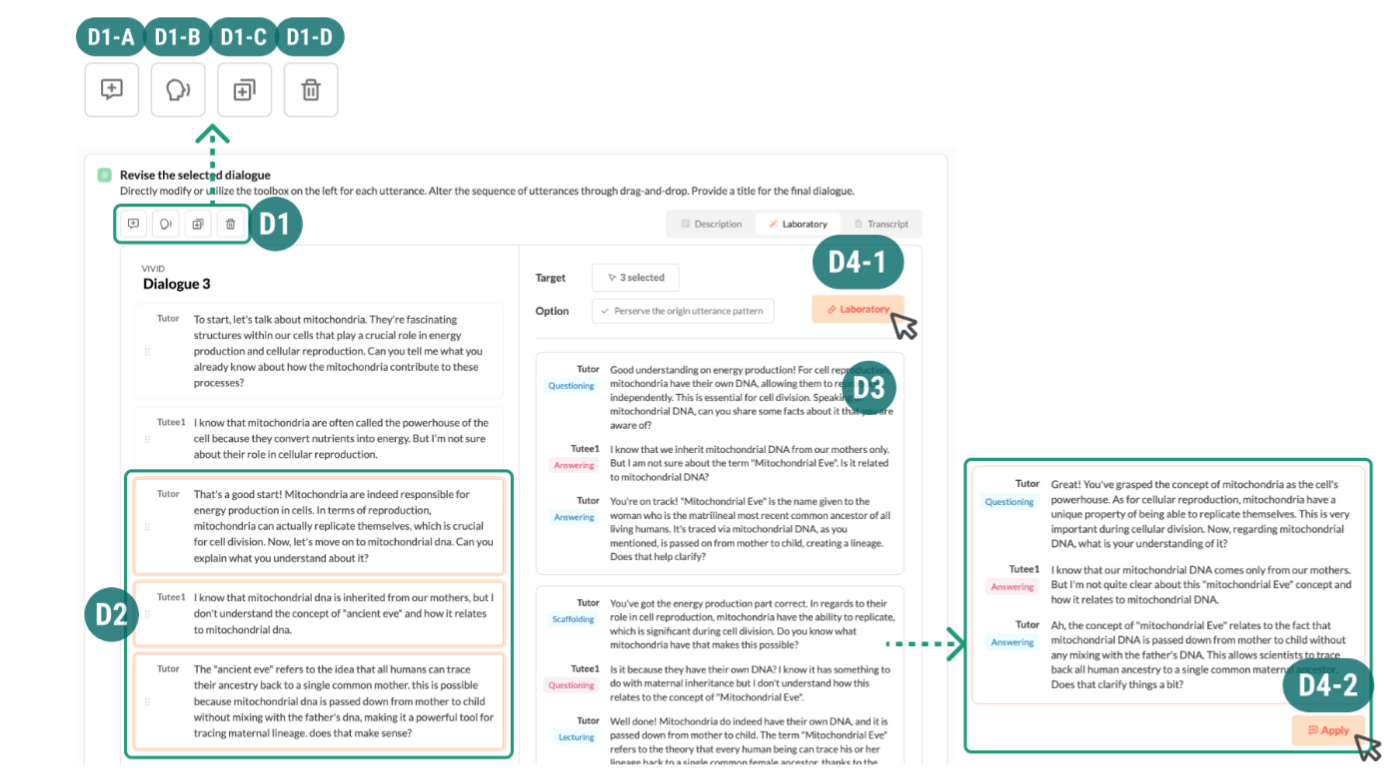 D1-A D1-B D1-C D1-D
Revise the selected dialogue
Directly modify or utilize the toolbox on the left for each utterance. Alter the sequence of utterances through drag-and-drop. Provide a title for the final dialogue.
D1
Description Laboratory Transcript
VIVID
Dialogue 3
Tutor To start, let's talk about mitochondria. They're fascinating
structures within our cells that play a crucial role in energy
production and cellular reproduction. Can you tell me what you
already know about how the mitochondria contribute to these
processes?
Tutee1 I know that mitochondria are often called the powerhouse of the
cell because they convert nutrients into energy. But I'm not sure
about their role in cellular reproduction.
Tutor That's a good start! Mitochondria are indeed responsible for
energy production in cells. In terms of reproduction,
mitochondria can actually replicate themselves, which is crucial
for cell division. Now, let's move on to mitochondrial dna. Can you
explain what you understand about it?
D2
Tutee1 I know that mitochondrial dna is inherited from our mothers, but I
don't understand the concept of "ancient eve" and how it relates
to mitochondrial dna.
Tutor The "ancient eve" refers to the idea that all humans can trace
their ancestry back to a single common mother. this is possible
because mitochondrial dna is passed down from mother to child
without mixing with the father's dna, making it a powerful tool for
tracing maternal lineage. does that make sense?
D4-1
Target 3 selected
Option Perserve the origin utterance pattern
Laboratory
D3
Tutor Good understanding on energy production! For cell reproduction,
Questioning mitochondria have their own DNA, allowing them to
independently. This is essential for cell division. Speaking
mitochondrial DNA, can you share some facts about it that you are
aware of?
Tutee1 I know that we inherit mitochondrial DNA from our mothers only.
Answering But I am not sure about the term "Mitochondrial Eve". Is it related
to mitochondrial DNA?
Tutor You're on track! "Mitochondrial Eve" is the name given to the
Answering woman who is the matrilineal most recent common ancestor of all
living humans. It's traced via mitochondrial DNA, as you
mentioned, is passed on from mother to child, creating a lineage.
Does that help clarify?
Tutor You've got the energy production part correct. In regards to their
Scaffolding role in cell reproduction, mitochondria have the ability to replicate,
which is significant during cell division. Do you know what
mitochondria have that makes this possible?
Tutee1 Is it because they have their own DNA? I know it has something to
Questioning do with maternal inheritance but I don't understand how this
relates to the concept of "Mitochondrial Eve".
Tutor Well done! Mitochondria do indeed have their own DNA, and it is
Lecturing passed down from mother to child. The term "Mitochondrial Eve"
refers to the theory that every human being can trace his or her
lineage back to a single common female ancestor, thanks to the
Tutor Great! You've grasped the concept of mitochondria as the cell's
Questioning powerhouse. As for cellular reproduction, mitochondria have a
unique property of being able to replicate themselves. This is very
important during cellular division. Now, regarding mitochondrial
DNA, what is your understanding of it?
Tutee1 I know that our mitochondrial DNA comes only from our mothers.
Answering But I'm not quite clear about this "mitochondrial Eve" concept and
how it relates to mitochondrial DNA.
Tutor Ah, the concept of "mitochondrial Eve" relates to the fact that
Answering mitochondrial DNA is passed down from mother to child without
any mixing with the father's DNA. This allows scientists to trace
back all human ancestry to a single common maternal ancestor.
Does that clarify things a bit?
D4-2
Apply